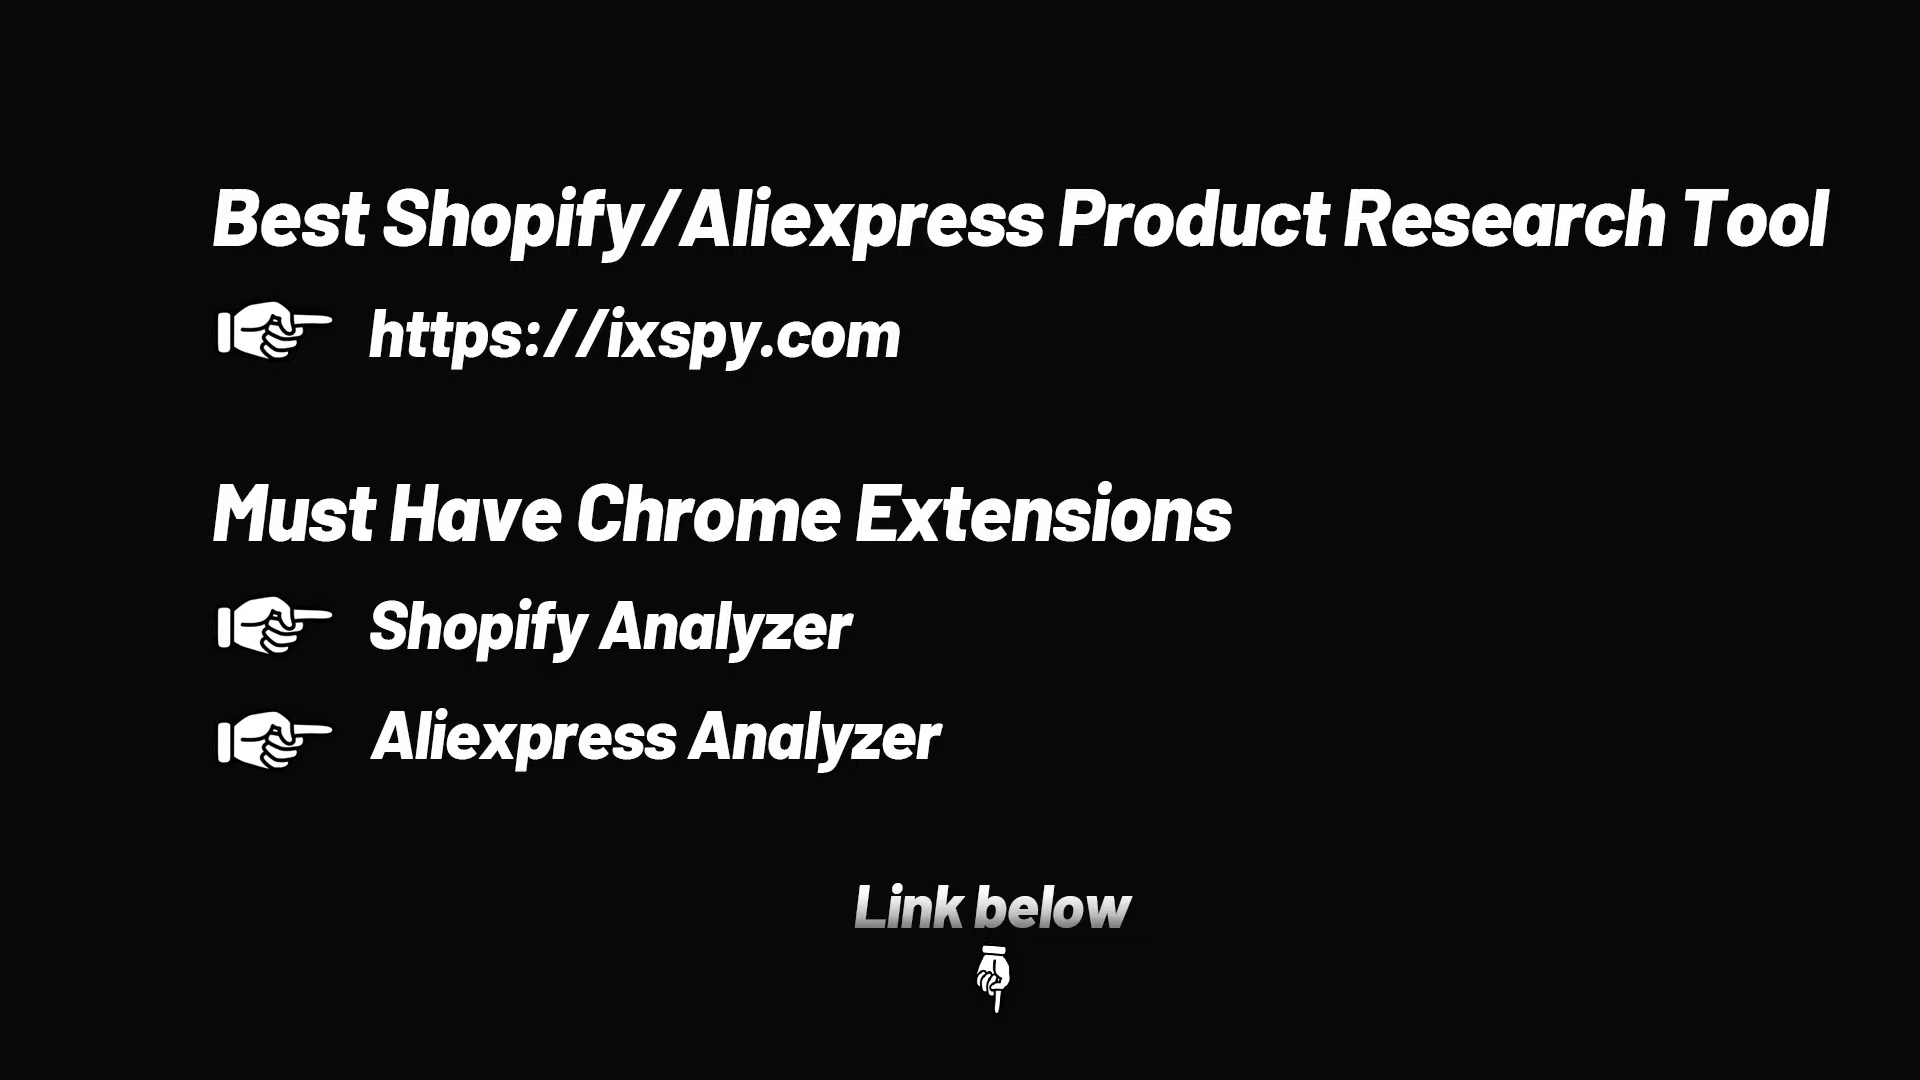 Best Shopify/Aliexpress Product Research Tool
https://ixspy.com
Must Have Chrome Extensions
Shopify Analyzer
Aliexpress Analyzer
Link below